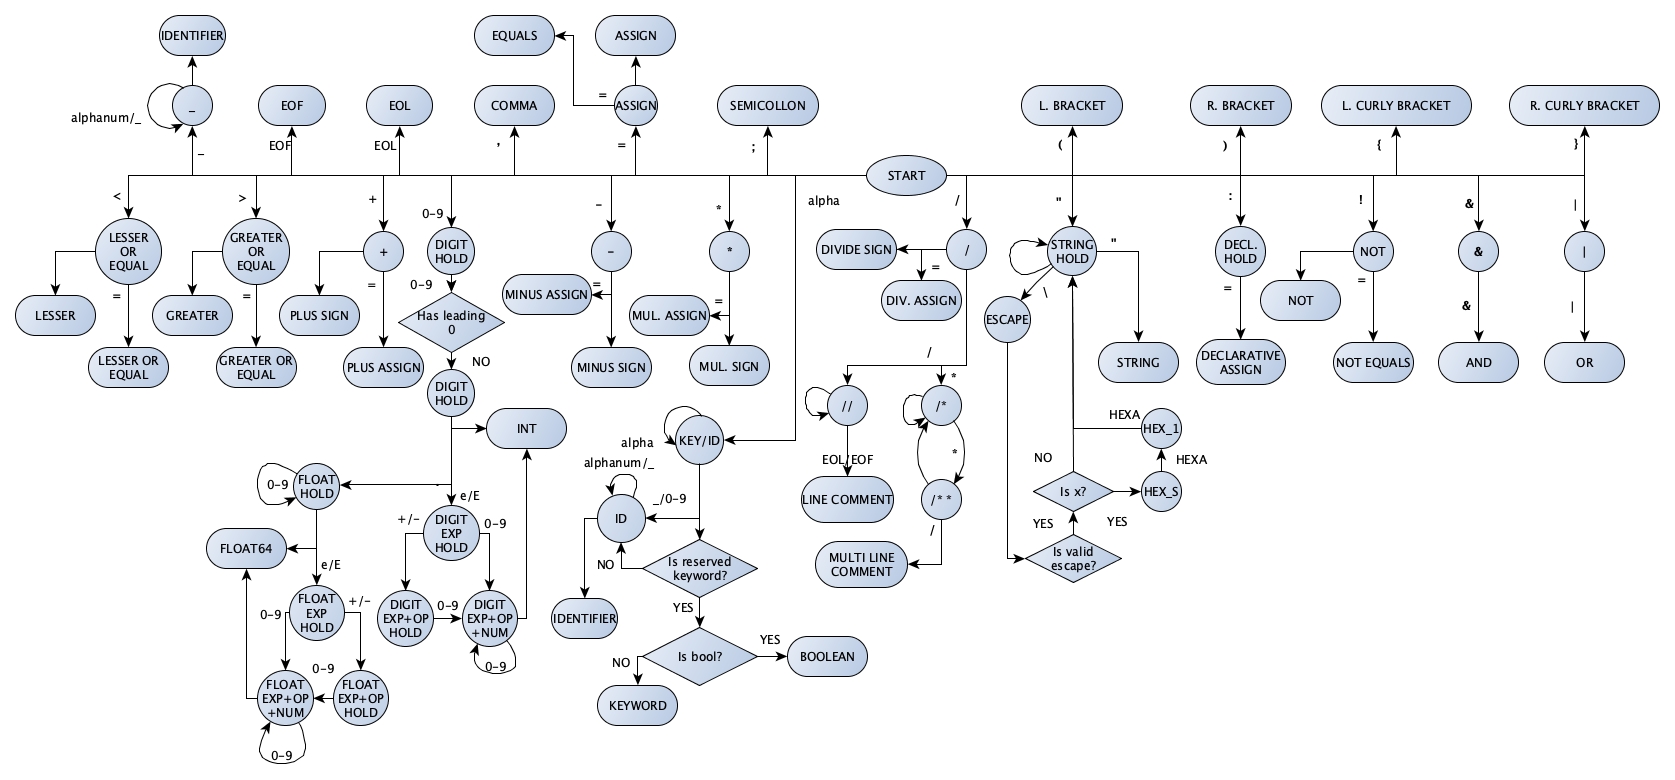 IDENTIFIER
EQUALS
ASSIGN
_
alphanum/_
EOF
EOL
COMMA
=
ASSIGN
SEMICOLLON
L. BRACKET
R. BRACKET
L. CURLY BRACKET
R. CURLY BRACKET
_
EOF
EOL
,
=
;
(
)
{
}
START
<
>
+
0-9
-
*
alpha
/
"
:
!
&
|
LESSER
OR
EQUAL
GREATER
OR
EQUAL
+
DIGIT
HOLD
-
*
DIVIDE SIGN
/
=
STRING
HOLD
"
DECL.
HOLD
NOT
&
|
=
=
=
0-9
=
=
\
=
=
&
|
LESSER
GREATER
PLUS SIGN
Has leading
0
MINUS ASSIGN
MUL. ASSIGN
DIV. ASSIGN
ESCAPE
NOT
LESSER OR
EQUAL
GREATER OR
EQUAL
PLUS ASSIGN
NO
MINUS SIGN
MUL. SIGN
/
*
STRING
DECLARATIVE
ASSIGN
NOT EQUALS
AND
OR
DIGIT
HOLD
INT
//
/*
HEXA
HEX_1
alpha
KEY/ID
EOL/EOF
*
NO
HEXA
alphanum/_
0-9
FLOAT
HOLD
.
e/E
_/0-9
LINE COMMENT
/**
Is x?
HEX_S
ID
+/-
DIGIT
EXP
HOLD
0-9
/
YES
YES
FLOAT64
e/E
NO
Is reserved
keyword?
MULTI LINE
COMMENT
Is valid
escape?
0-9
FLOAT
EXP
HOLD
+/-
DIGIT
EXP+OP
HOLD
0-9
DIGIT
EXP+OP
+NUM
0-9
IDENTIFIER
YES
NO
Is bool?
YES
BOOLEAN
FLOAT
EXP+OP
+NUM
0-9
FLOAT
EXP+OP
HOLD
KEYWORD
0-9